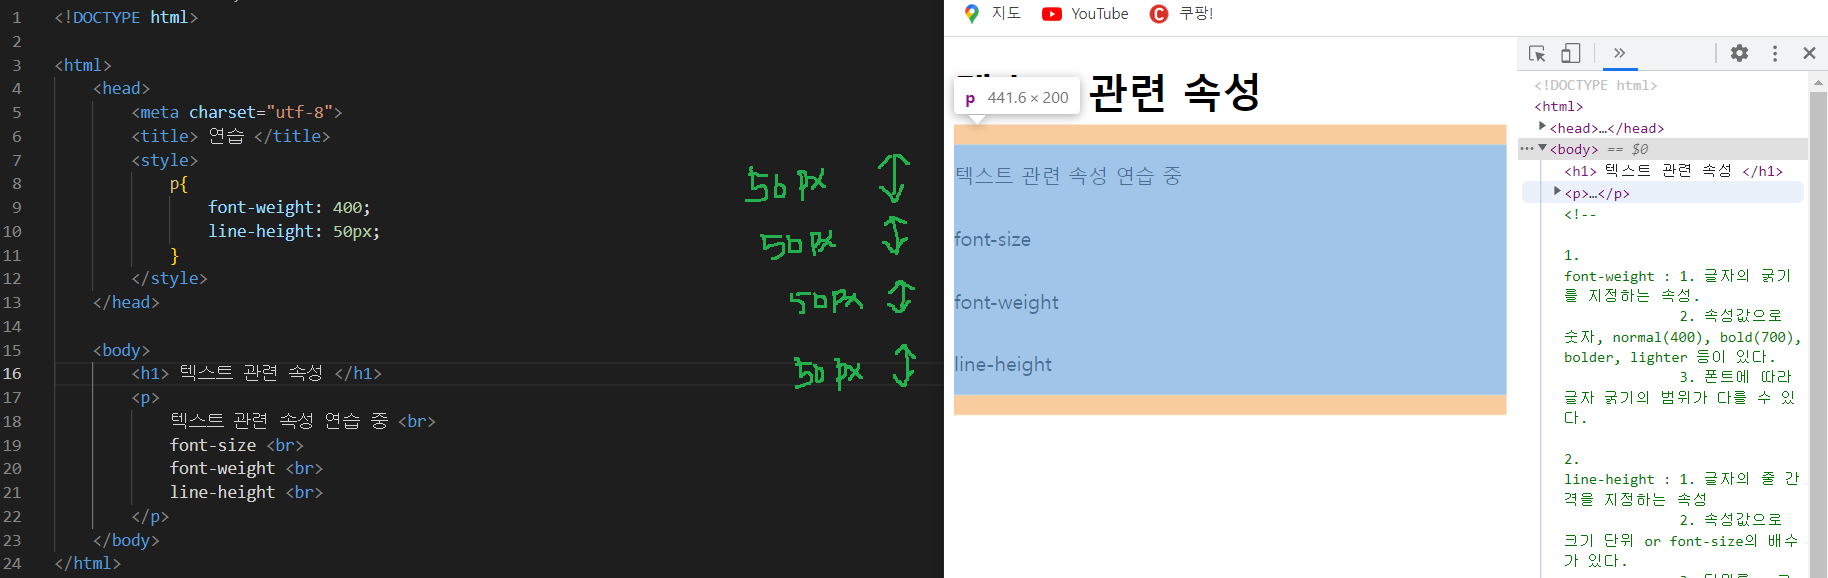 1 <!DOCTYPE html>
2
3 <html>
4 <head>
5 <meta charset="utf-8">
6 <title> 연습 </title>
7 <style>
8 p{
9 font-weight: 400;
10 line-height: 50px;
11 }
12 </style>
13 </head>
14
15 <body>
16 <h1> 텍스트 관련 속성 </h1>
17 <p>
18 텍스트 관련 속성 연습 중 <br>
19 font-size <br>
20 font-weight <br>
21 line-height <br>
22 </p>
23 </body>
24 </html>
50px
50px
50px
50px
지도 YouTube 쿠팡!
관련 속성
p 441.6 × 200
텍스트 관련 속성 연습 중
font-size
font-weight
line-height
<!DOCTYPE html>
<html>
<head>…</head>
<body> == $0
<h1> 텍스트 관련 속성 </h1>
<p>…</p>
<!--
1.
font-weight : 1. 글자의 굵기
를 지정하는 속성.
2. 속성값으로
숫자, normal(400), bold(700),
bolder, lighter 등이 있다.
3. 폰트에 따라
글자 굵기의 범위가 다를 수 있
다.
2.
line-height : 1. 글자의 줄 간
격을 지정하는 속성
2. 속성값으로
크기 단위 or font-size의 배수
가 있다.